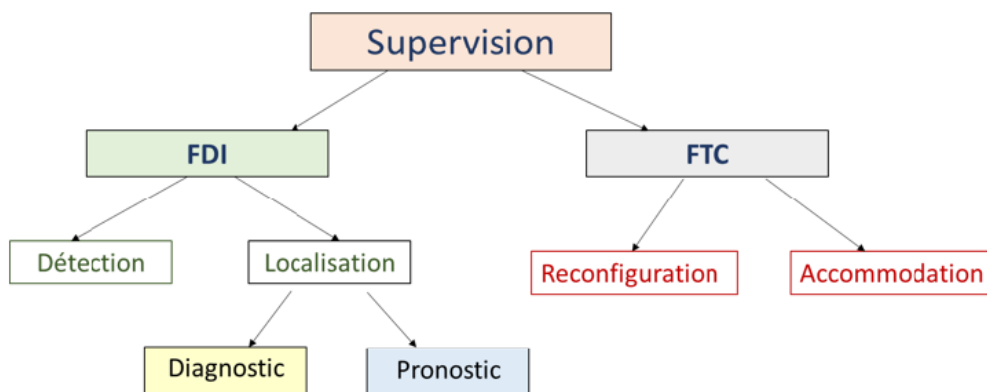 Supervision
FDI
FTC
Détection
Localisation
Reconfiguration
Accommodation
Diagnostic
Pronostic